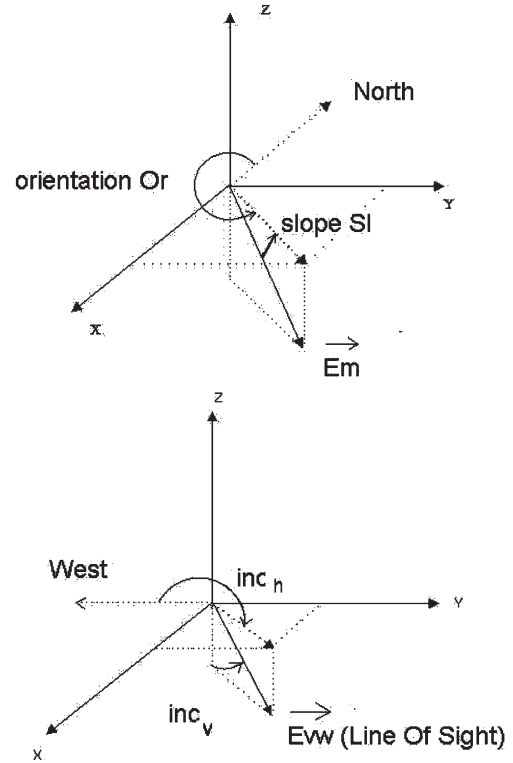 Z
North
orientation Or
Y
slope Sl
X
Em
Z
West
inc h
Y
inc v
Evw (Line Of Sight)
X